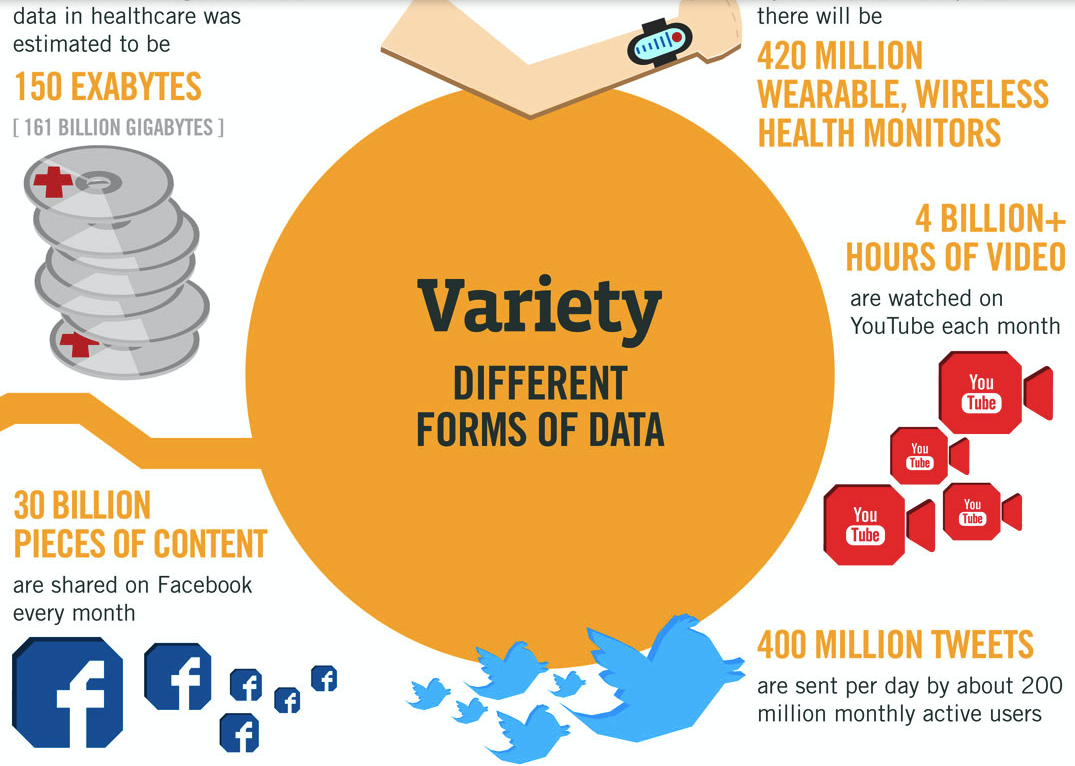 data in healthcare was
estimated to be
150 EXABYTES
[ 161 BILLION GIGABYTES ]
there will be
420 MILLION
WEARABLE, WIRELESS
HEALTH MONITORS
4 BILLION+
HOURS OF VIDEO
are watched on
YouTube each month
You
Tube
You
Tube
You
Tube
You
Tube
Variety
DIFFERENT
FORMS OF DATA
30 BILLION
PIECES OF CONTENT
are shared on Facebook
every month
f
f
f
f
f
f
400 MILLION TWEETS
are sent per day by about 200
million monthly active users